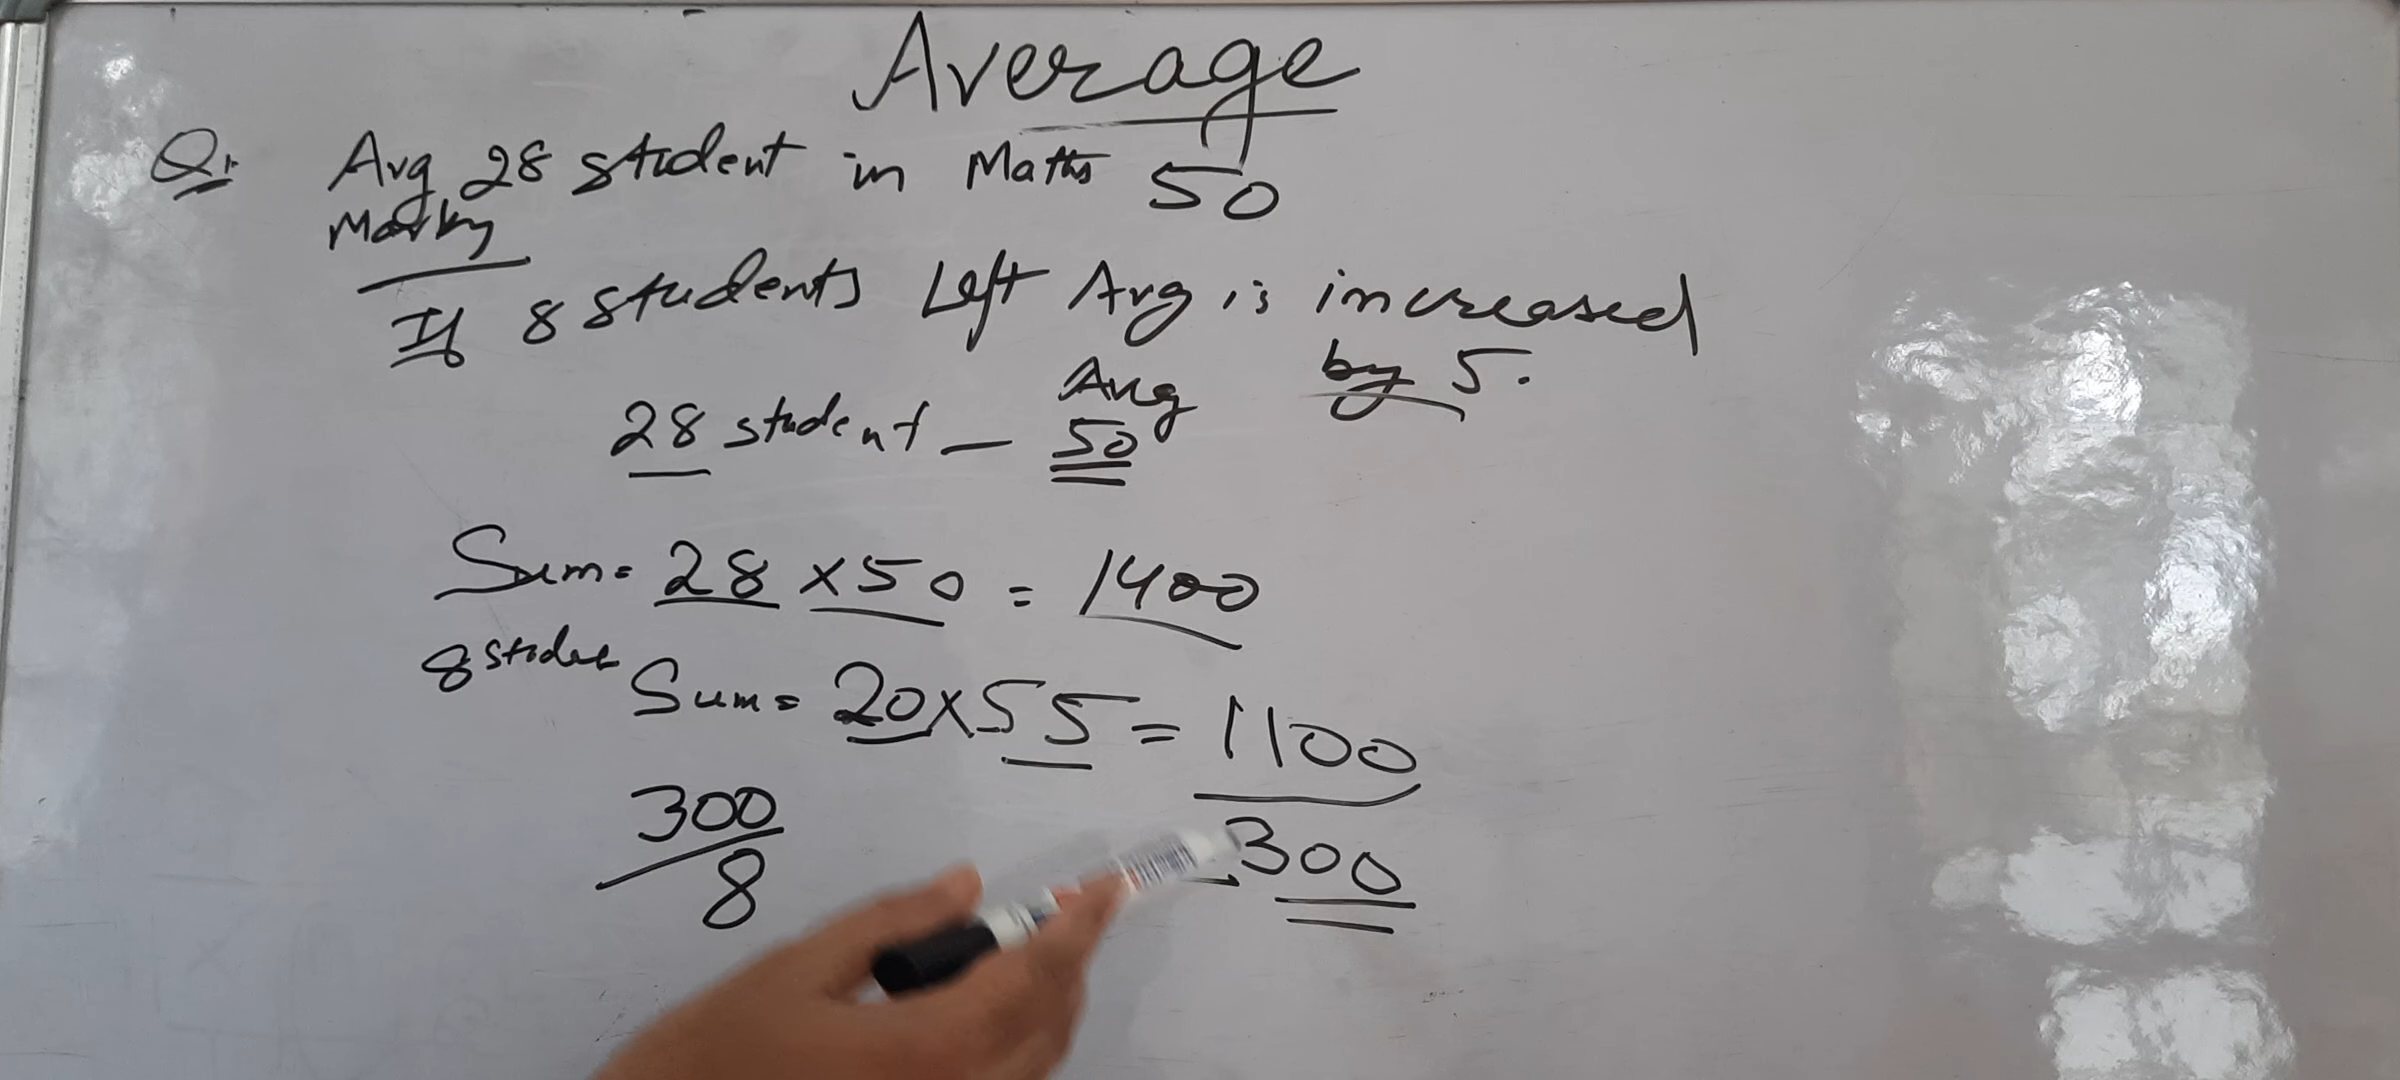 Average
Q. Avg 28 student in Maths 50
Marks
If 8 students Left Avg is increased
by 5.
Avg
28 student - 50
Sum = 28 x 50 = 1400
8 student Sum = 20 x 55 = 1100
300
300
8